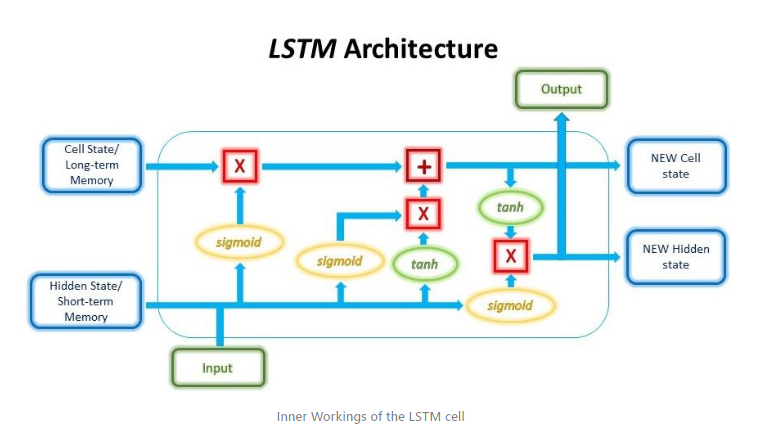 LSTM Architecture
Output
Cell State/
Long-term
Memory
X
+
NEW Cell
state
tanh
X
sigmoid
sigmoid
tanh
X
NEW Hidden
state
Hidden State/
Short-term
Memory
sigmoid
Input
Inner Workings of the LSTM cell